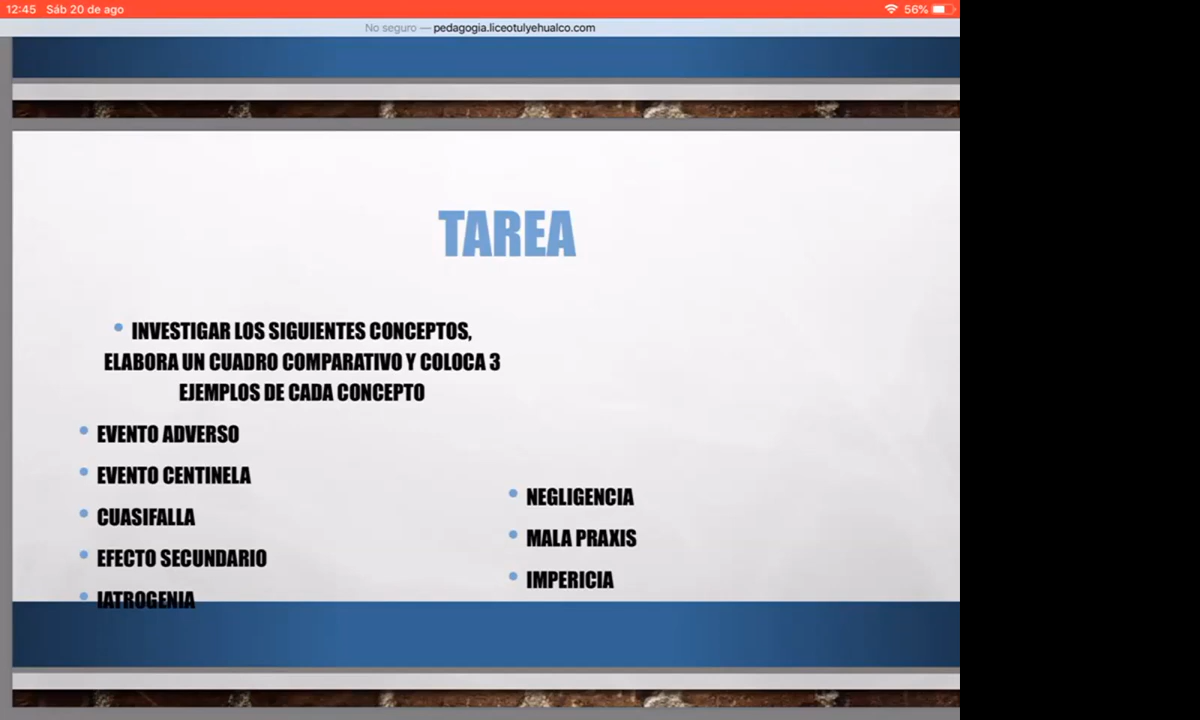 12:45 Sáb 20 de ago 56%
No seguro — pedagogia.liceotulyehualco.com
TAREA
• INVESTIGAR LOS SIGUIENTES CONCEPTOS,
ELABORA UN CUADRO COMPARATIVO Y COLOCA 3
EJEMPLOS DE CADA CONCEPTO
• EVENTO ADVERSO
• EVENTO CENTINELA
• CUASIFALLA
• EFECTO SECUNDARIO
• IATROGENIA
• NEGLIGENCIA
• MALA PRAXIS
• IMPERICIA